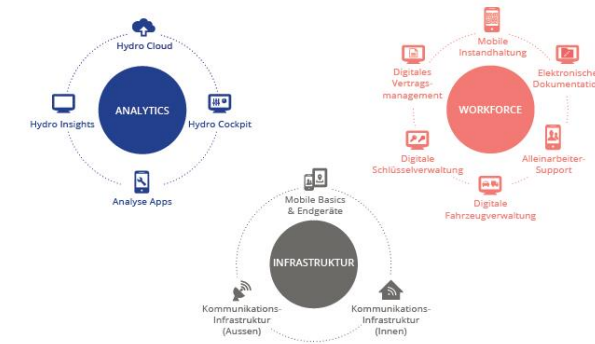 Hydro Cloud
ANALYTICS
Hydro Insights
Hydro Cockpit
Analyse Apps
Mobile
Instandhaltung
Digitales
Vertrags-
management
Elektronische
Dokumentation
WORKFORCE
Digitale
Schlüsselverwaltung
Alleinarbeiter-
Support
Digitale
Fahrzeugverwaltung
Mobile Basics
& Endgeräte
INFRASTRUKTUR
Kommunikations-
Infrastruktur
(Aussen)
Kommunikations-
Infrastruktur
(Innen)